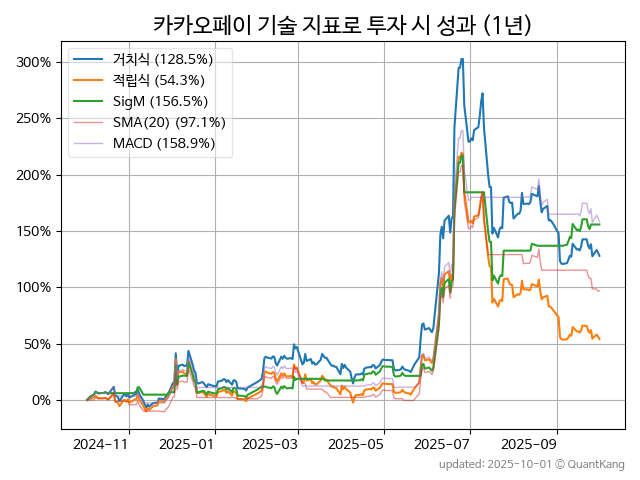 카카오페이 기술 지표로 투자 시 성과 (1년)
거치식 (128.5%)
적립식 (54.3%)
SigM (156.5%)
SMA(20) (97.1%)
MACD (158.9%)
300%
250%
200%
150%
100%
50%
0%
2024-11 2025-01 2025-03 2025-05 2025-07 2025-09
updated: 2025-10-01 © QuantKang